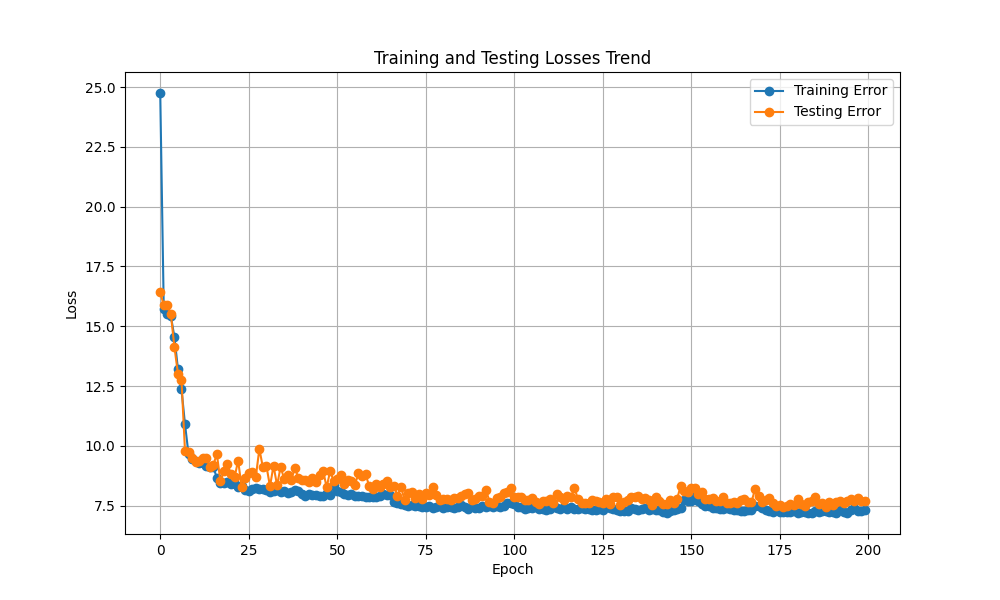 Training and Testing Losses Trend
25.0
22.5
20.0
17.5
15.0
12.5
10.0
7.5
Loss
Training Error
Testing Error
0 25 50 75 100 125 150 175 200
Epoch